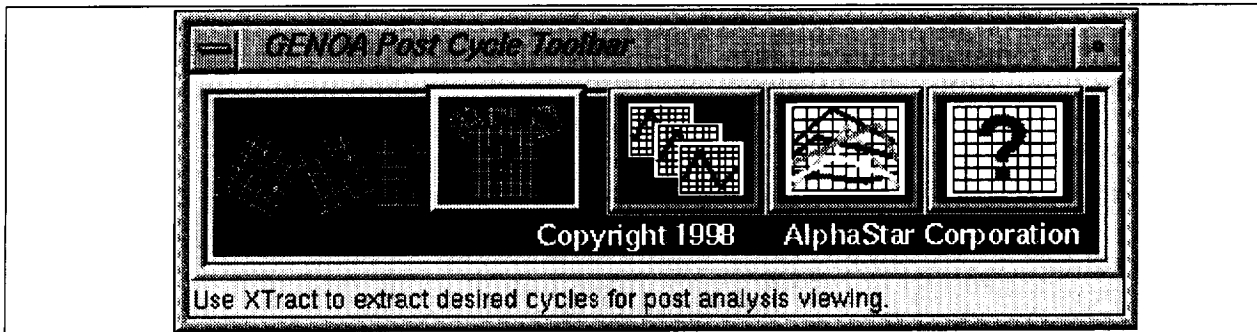 GENOA Post Cycle Toolbar
?
Copyright 1998 AlphaStar Corporation
Use XTract to extract desired cycles for post analysis viewing.